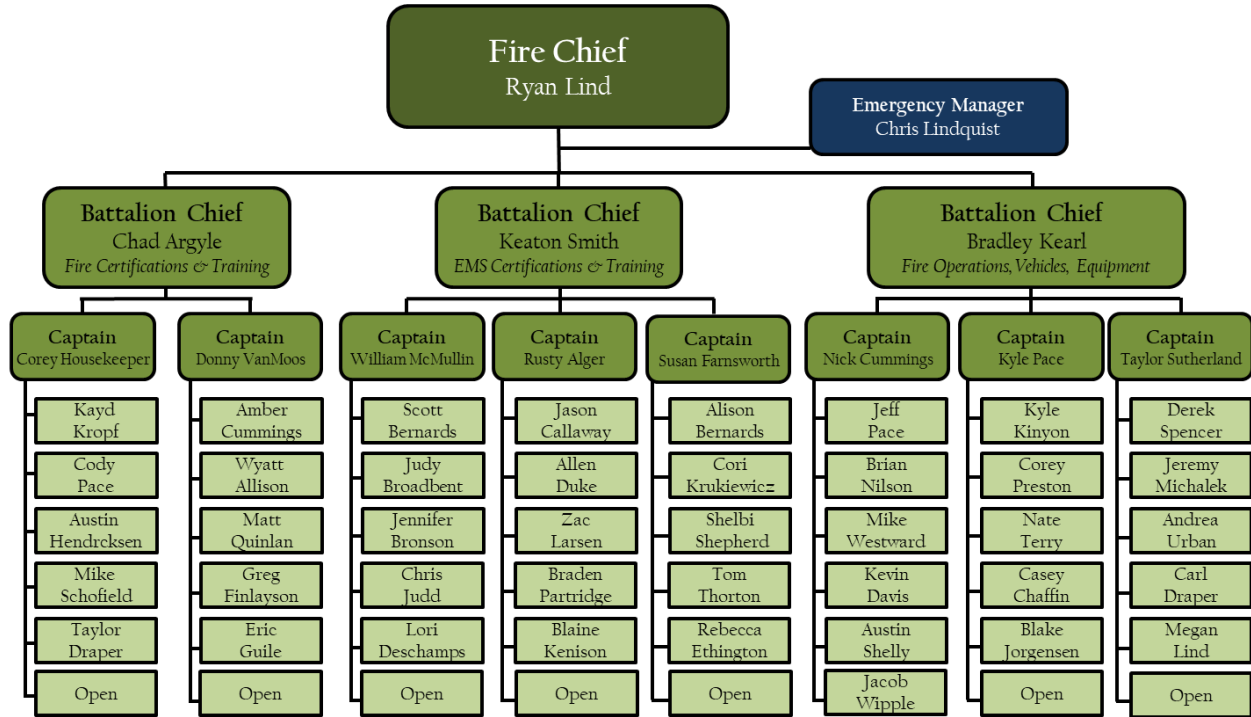 Fire Chief
Ryan Lind
Emergency Manager
Chris Lindquist
Battalion Chief
Chad Argyle
Fire Certifications & Training
Battalion Chief
Keaton Smith
EMS Certifications & Training
Battalion Chief
Bradley Kearl
Fire Operations, Vehicles, Equipment
Captain
Corey Housekeeper
Kayd
Kropf
Cody
Pace
Austin
Hendrcksen
Mike
Schofield
Taylor
Draper
Open
Captain
Donny VanMoos
Amber
Cummings
Wyatt
Allison
Matt
Quinlan
Greg
Finlayson
Eric
Guile
Open
Captain
William McMullin
Scott
Bernards
Judy
Broadbent
Jennifer
Bronson
Chris
Judd
Lori
Deschamps
Open
Captain
Rusty Alger
Jason
Callaway
Allen
Duke
Zac
Larsen
Braden
Partridge
Blaine
Kenison
Open
Captain
Susan Farnsworth
Alison
Bernards
Cori
Krukiewicz
Shelbi
Shepherd
Tom
Thorton
Rebecca
Ethington
Open
Captain
Nick Cummings
Jeff
Pace
Brian
Nilson
Mike
Westward
Kevin
Davis
Austin
Shelly
Jacob
Wipple
Captain
Kyle Pace
Kyle
Kinyon
Corey
Preston
Nate
Terry
Casey
Chaffin
Blake
Jorgensen
Open
Captain
Taylor Sutherland
Derek
Spencer
Jeremy
Michalek
Andrea
Urban
Carl
Draper
Megan
Lind
Open